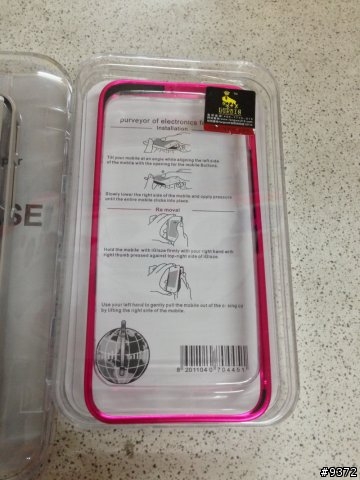 purveyor of electronics
Installation
Tilt your mobile at an angle while aligning the left side
of the mobile with the opening for the mobile Buttons.
Slowly lower the right side of the mobile and apply pressure
until the entire mobile clicks into place.
Removal
Hold the mobile with iGlaze firmly with your right hand with
right thumb pressed against top-right side of iGlaze.
Use your left hand to gently pull the mobile out of the
by lifting the right side of the mobile.
8 201104 0704451
SE
#9372